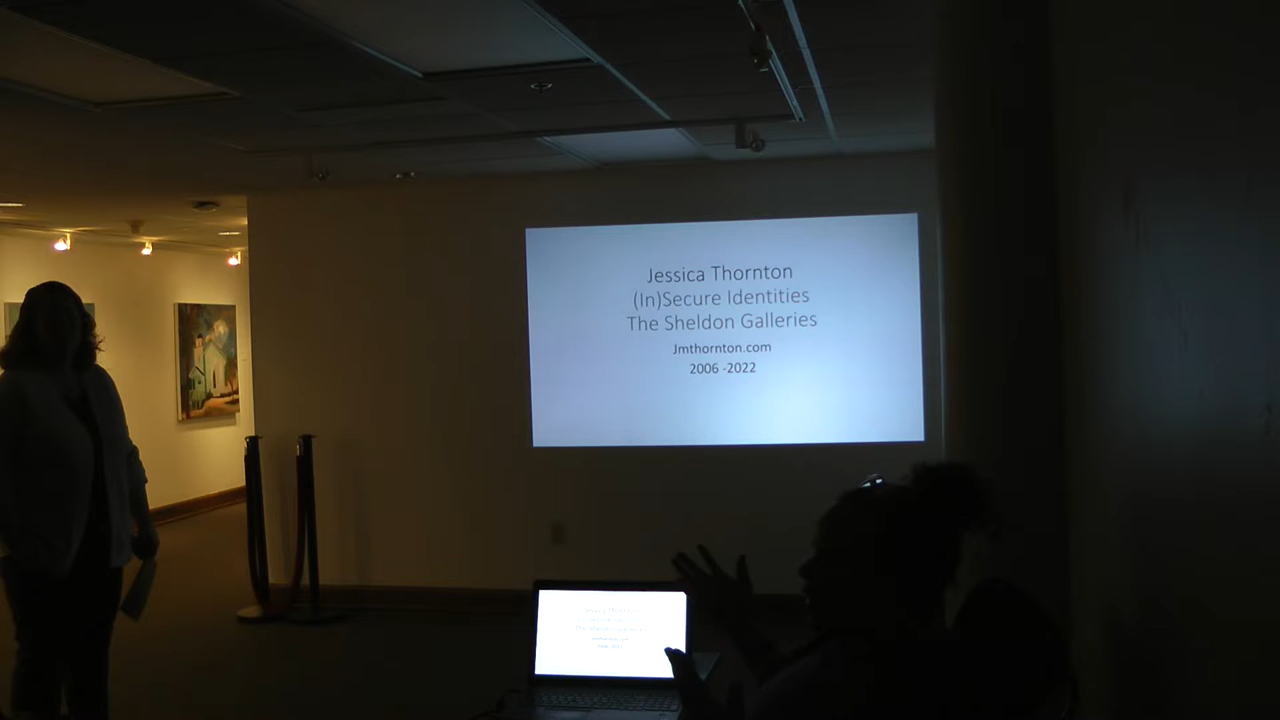 Jessica Thornton
(In)Secure Identities
The Sheldon Galleries
Jmthornton.com
2006 -2022